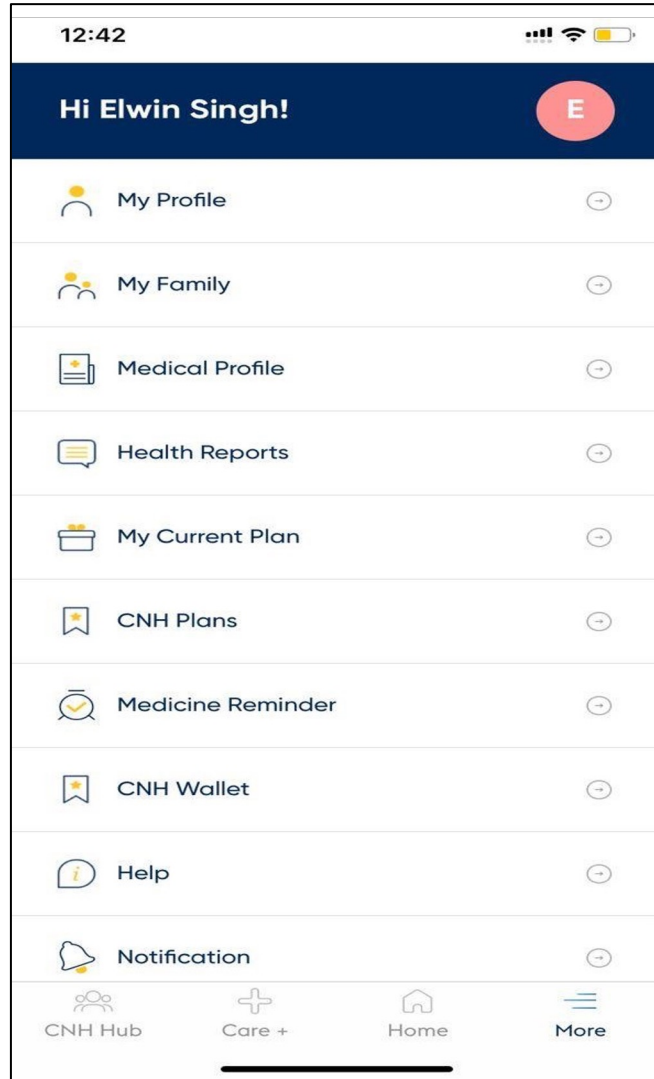 12:42
Hi Elwin Singh!
E
My Profile
My Family
Medical Profile
Health Reports
My Current Plan
CNH Plans
Medicine Reminder
CNH Wallet
i Help
Notification
CNH Hub Care + Home More